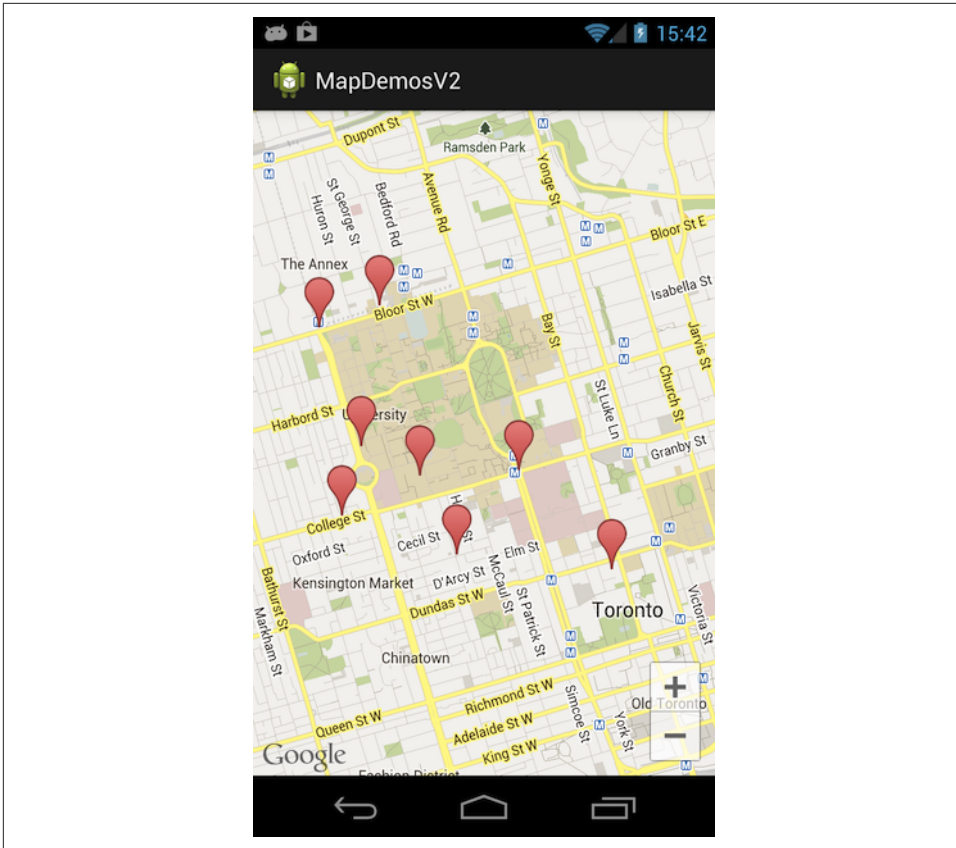 15:42
MapDemosV2
Dupont St
Ramsden Park
Yonge St
Avenue Rd
Bedford Rd
St George St
Huron St
Bloor St E
The Annex
Isabella St
Bloor St W
Bay St
Jarvis St
Church St
St Luke Ln
Harbord St
University
Granby St
College St
Cecil St
St
Elm St
Oxford St
Kensington Market
D'Arcy St
McCaul St
Dundas St W
St Patrick St
Bathurst St
Markham St
Toronto
Victoria St
Chinatown
+
Richmond St W
Simcoe St
York St
Old Toronto
Queen St W
Adelaide St W
−
King St W
Google
Fashion District